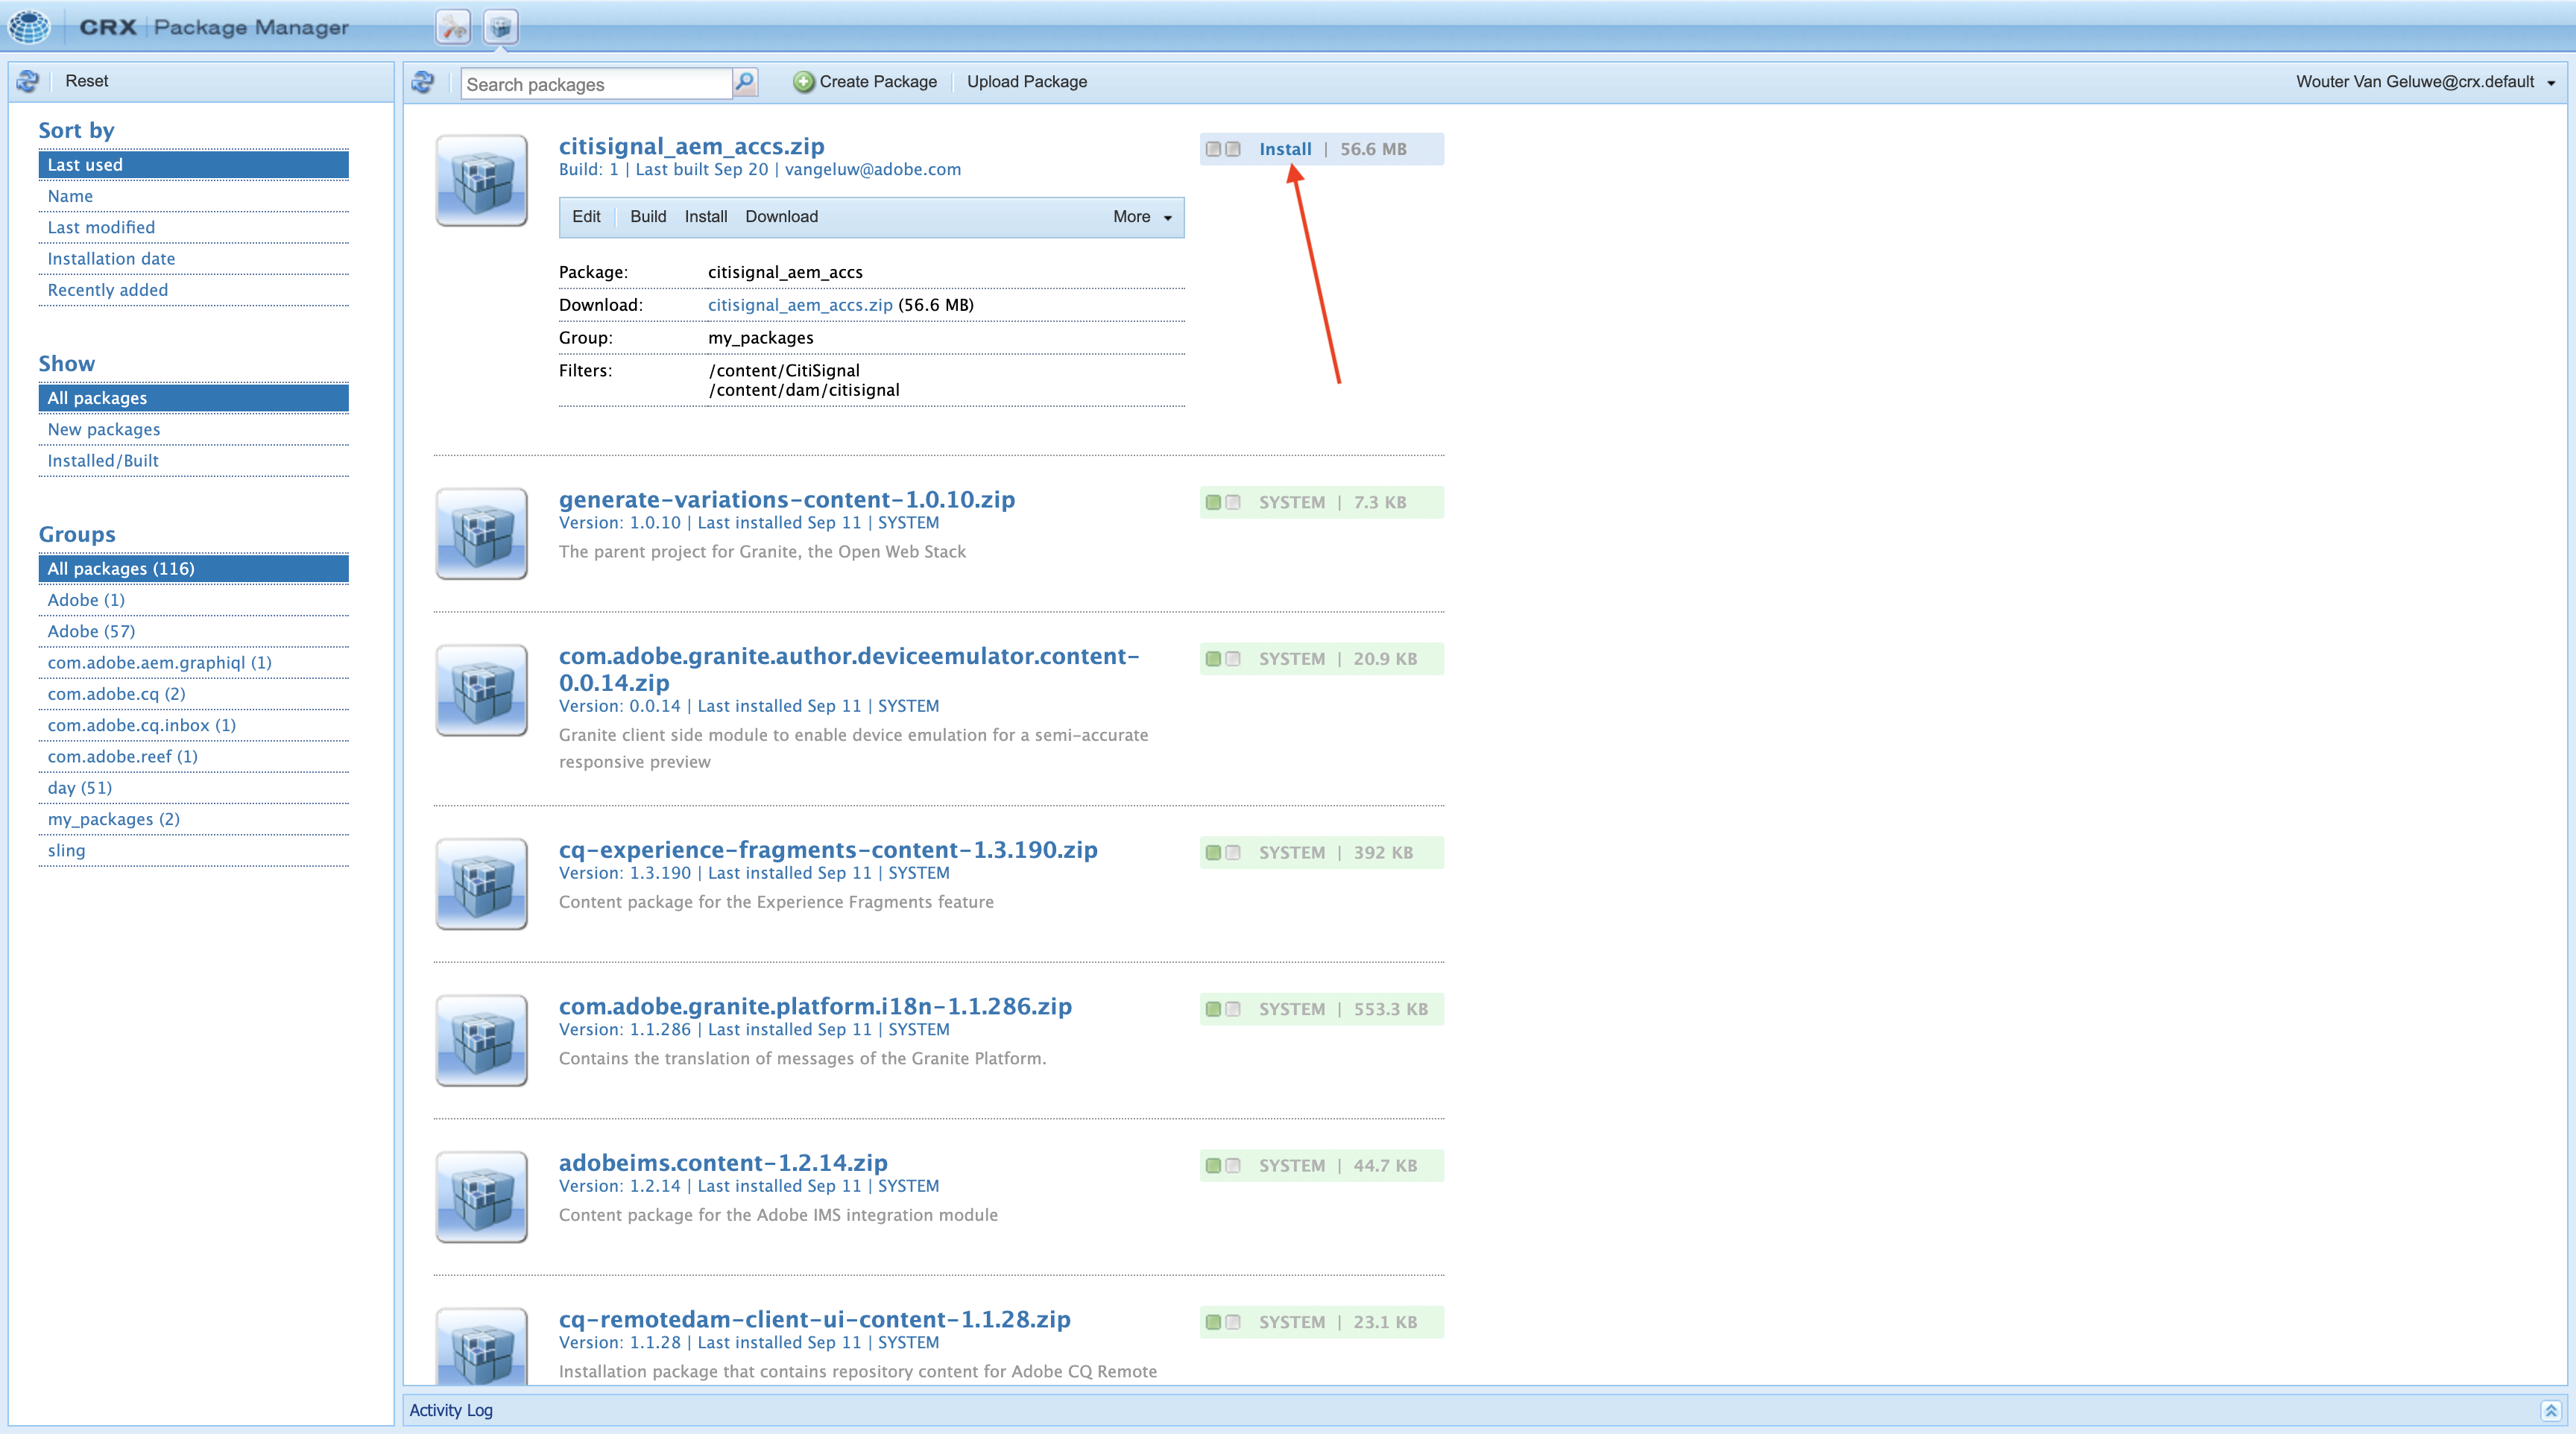 CRX | Package Manager
Reset
Sort by
Last used
Name
Last modified
Installation date
Recently added
Show
All packages
New packages
Installed/Built
Groups
All packages (116)
Adobe (1)
Adobe (57)
com.adobe.aem.graphiql (1)
com.adobe.cq (2)
com.adobe.cq.inbox (1)
com.adobe.reef (1)
day (51)
my_packages (2)
sling
Search packages
Create Package
Upload Package
Wouter Van Geluwe@crx.default
citisignal_aem_accs.zip
Build: 1 | Last built Sep 20 | vangeluw@adobe.com
Install | 56.6 MB
Edit Build Install Download More
Package: citisignal_aem_accs
Download: citisignal_aem_accs.zip (56.6 MB)
Group: my_packages
Filters: /content/CitiSignal
/content/dam/citisignal
generate-variations-content-1.0.10.zip
Version: 1.0.10 | Last installed Sep 11 | SYSTEM
The parent project for Granite, the Open Web Stack
SYSTEM | 7.3 KB
com.adobe.granite.author.deviceemulator.content-
0.0.14.zip
Version: 0.0.14 | Last installed Sep 11 | SYSTEM
Granite client side module to enable device emulation for a semi-accurate
responsive preview
SYSTEM | 20.9 KB
cq-experience-fragments-content-1.3.190.zip
Version: 1.3.190 | Last installed Sep 11 | SYSTEM
Content package for the Experience Fragments feature
SYSTEM | 392 KB
com.adobe.granite.platform.i18n-1.1.286.zip
Version: 1.1.286 | Last installed Sep 11 | SYSTEM
Contains the translation of messages of the Granite Platform.
SYSTEM | 553.3 KB
adobeims.content-1.2.14.zip
Version: 1.2.14 | Last installed Sep 11 | SYSTEM
Content package for the Adobe IMS integration module
SYSTEM | 44.7 KB
cq-remotedam-client-ui-content-1.1.28.zip
Version: 1.1.28 | Last installed Sep 11 | SYSTEM
Installation package that contains repository content for Adobe CQ Remote
SYSTEM | 23.1 KB
Activity Log